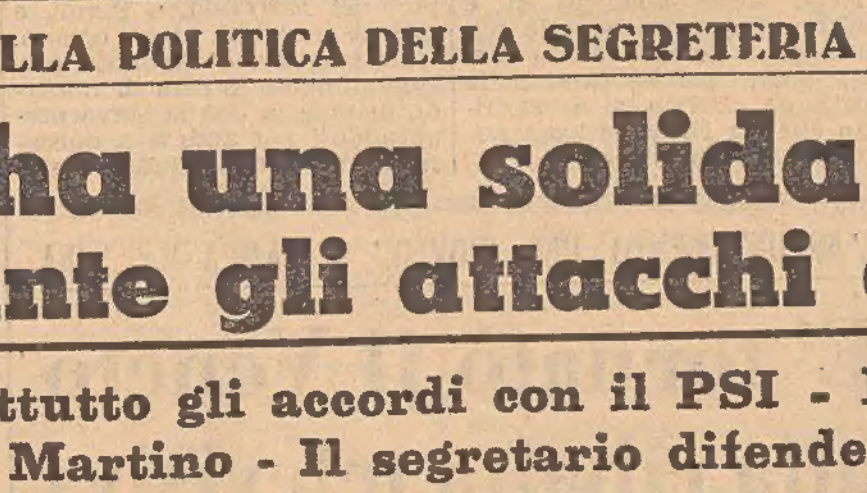 LLA POLITICA DELLA SEGRETERIA
ha una solida
nte gli attacchi
ttutto gli accordi con il PSI -
Martino - Il segretario difende